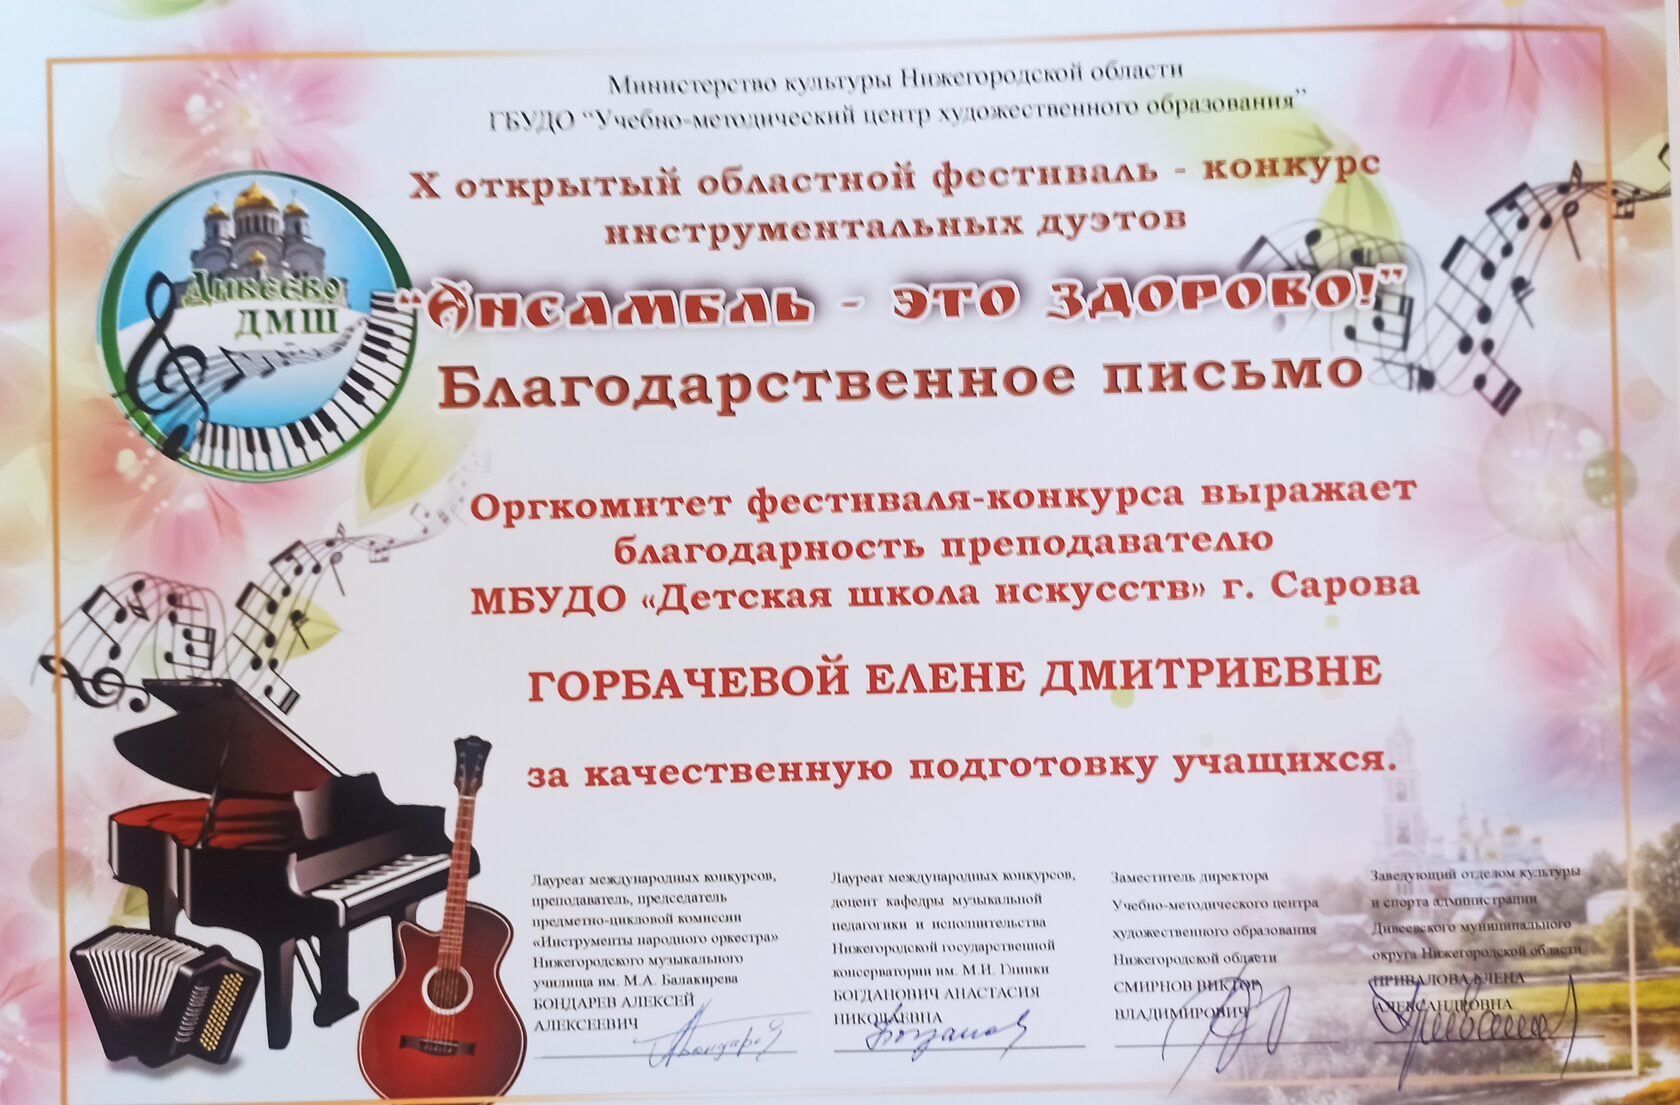 Министерство культуры Нижегородской области
ГБУДО “Учебно-методический центр художественного образования”
X открытый областной фестиваль - конкурс
инструментальных дуэтов
“Ансамбль - это здорово!”
Благодарственное письмо
Дивеево
ДМШ
Оргкомитет фестиваля-конкурса выражает
благодарность преподавателю
МБУДО «Детская школа искусств» г. Сарова
ГОРБАЧЕВОЙ ЕЛЕНЕ ДМИТРИЕВНЕ
за качественную подготовку учащихся.
Лауреат международных конкурсов,
преподаватель, председатель
предметно-цикловой комиссии
«Инструменты народного оркестра»
Нижегородского музыкального
училища им. М.А. Балакирева
БОНДАРЕВ АЛЕКСЕЙ
АЛЕКСЕЕВИЧ
Лауреат международных конкурсов,
доцент кафедры музыкальной
педагогики и исполнительства
Нижегородской государственной
консерватории им. М.И. Глинки
БОГДАНОВИЧ АНАСТАСИЯ
НИКОЛАЕВНА
Заместитель директора
Учебно-методического центра
художественного образования
Нижегородской области
СМИРНОВ ВИКТОР
ВЛАДИМИРОВИЧ
Заведующий отделом культуры
и спорта администрации
Дивеевского муниципального
округа Нижегородской области
ПРИВАЛОВА ЕЛЕНА
АЛЕКСАНДРОВНА